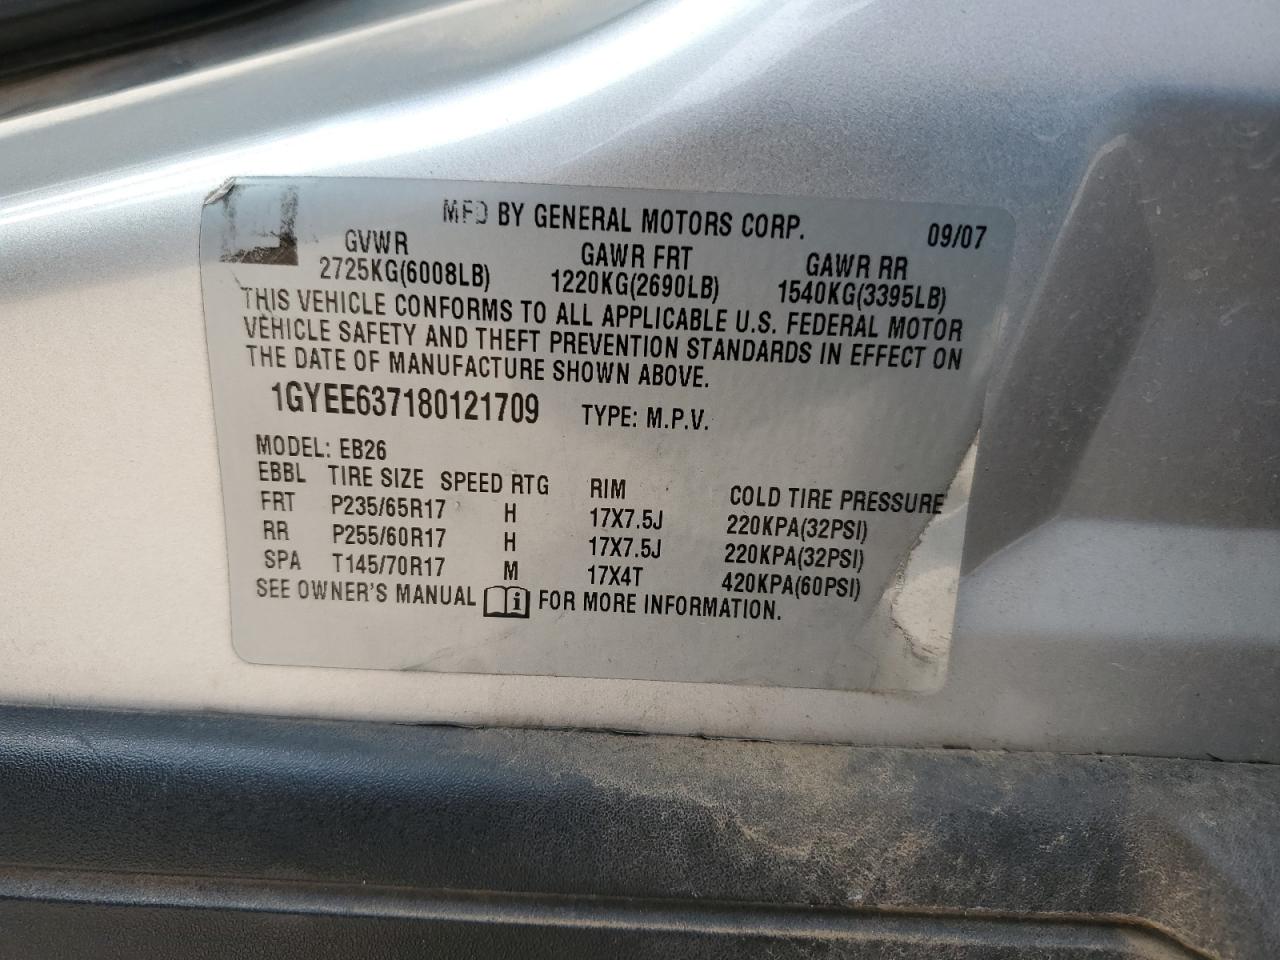 MFD BY GENERAL MOTORS CORP. 09/07
GVWR GAWR FRT GAWR RR
2725KG(6008LB) 1220KG(2690LB) 1540KG(3395LB)
THIS VEHICLE CONFORMS TO ALL APPLICABLE U.S. FEDERAL MOTOR
VEHICLE SAFETY AND THEFT PREVENTION STANDARDS IN EFFECT ON
THE DATE OF MANUFACTURE SHOWN ABOVE.
1GYEE637180121709 TYPE: M.P.V.
MODEL: EB26
EBBL TIRE SIZE SPEED RTG RIM COLD TIRE PRESSURE
FRT P235/65R17 H 17X7.5J 220KPA(32PSI)
RR P255/60R17 H 17X7.5J 220KPA(32PSI)
SPA T145/70R17 M 17X4T 420KPA(60PSI)
SEE OWNER'S MANUAL i FOR MORE INFORMATION.